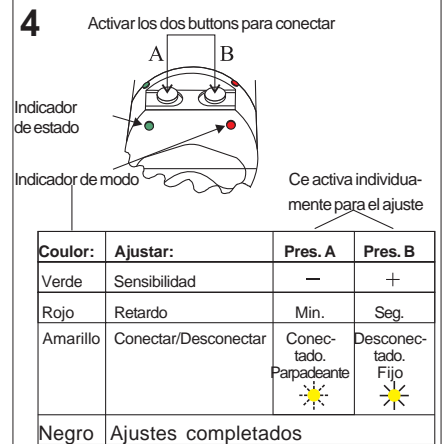 4
Activar los dos buttons para conectar
A B
Indicador
de estado
Indicador de modo
Ce activa individua-
mente para el ajuste
Coulor: Ajustar: Pres. A Pres. B
Verde Sensibilidad − +
Rojo Retardo Min. Seg.
Amarillo Conectar/Desconectar Conec- Desconec-
tado. tado.
Parpadeante Fijo
Negro Ajustes completados